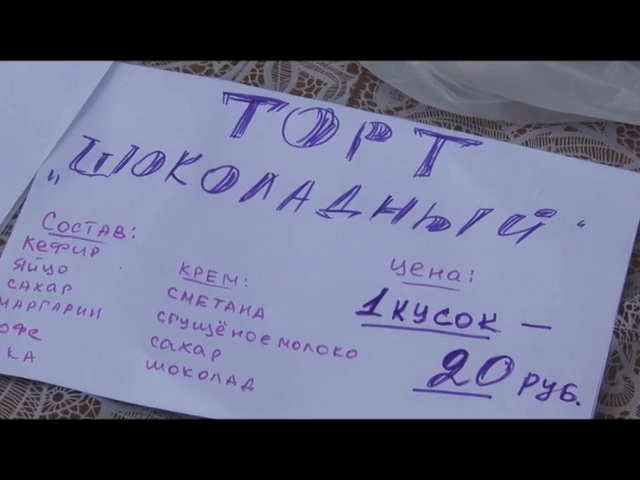 ТОРТ
„ШОКОЛАДНЫЙ"
СОСТАВ:
КЕФИР
ЯЙЦО
САХАР
МАРГАРИН
КРЕМ:
СМЕТАНА
СГУЩЁНОЕ МОЛОКО
САХАР
ШОКОЛАД
ЦЕНА:
1 КУСОК —
20 РУБ.